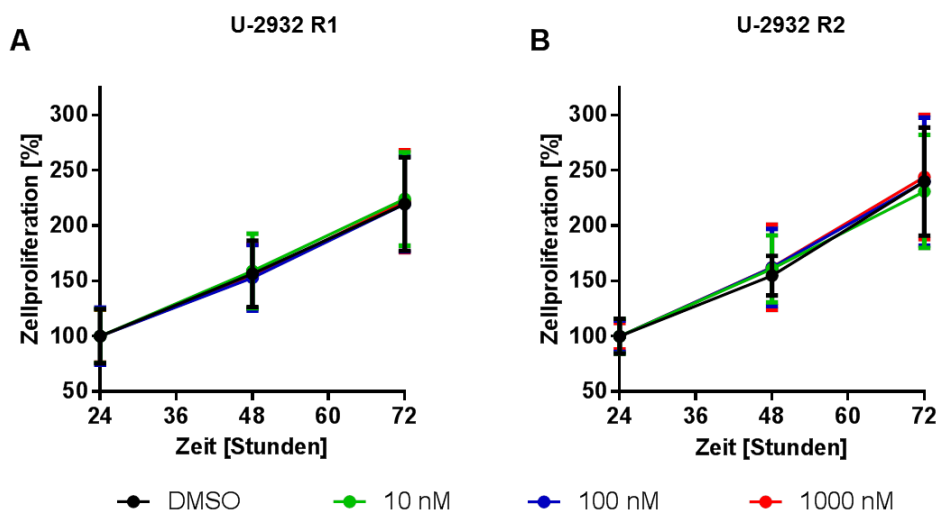 U-2932 R1
U-2932 R2
A
B
Zellproliferation [%]
300
250
200
150
100
50
24 36 48 60 72
Zeit [Stunden]
Zellproliferation [%]
300
250
200
150
100
50
24 36 48 60 72
Zeit [Stunden]
DMSO 10 nM 100 nM 1000 nM